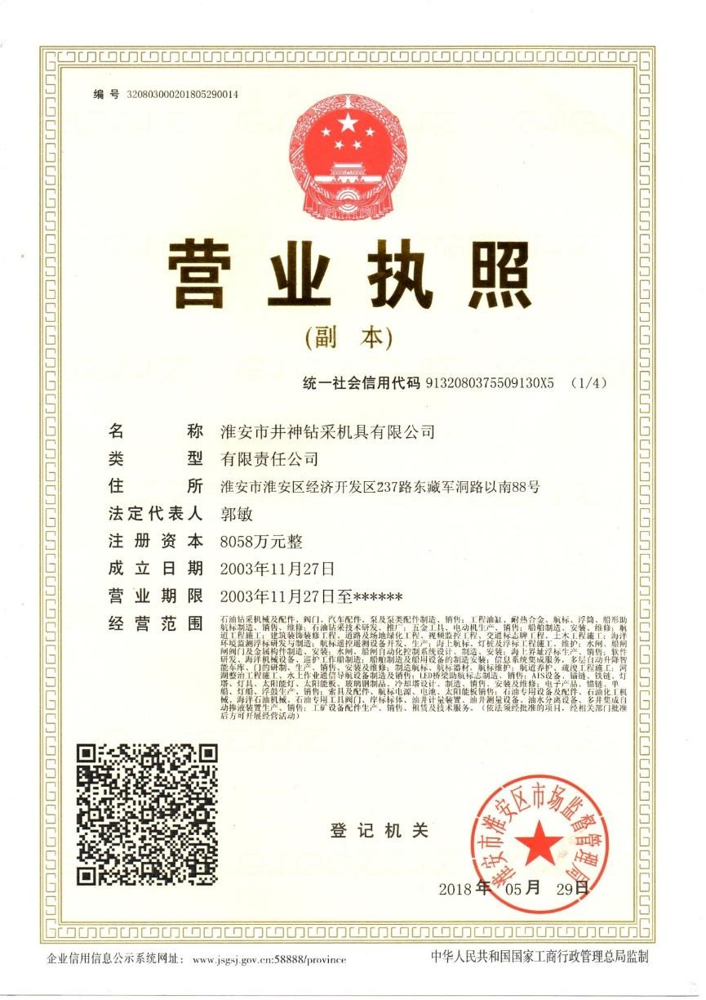 编 号 320803000201805290014
营业执照
(副 本)
统一社会信用代码 91320803755091​30X5 (1/4)
名 称 淮安市井神钻采机具有限公司
类 型 有限责任公司
住 所 淮安市淮安区经济开发区237路东藏军洞路以南88号
法定代表人 郭敏
注册资本 8058万元整
成立日期 2003年11月27日
营业期限 2003年11月27日至******
经营范围 石油钻采机械及配件、阀门、汽车配件、泵及泵类配件制造、销售；工程油缸、耐热合金、航标、浮筒、船形助
航标制造、销售、维修；石油钻采技术研发、推广；五金工具、电动机生产、销售；船舶制造、安装、维修；航
道工程施工；建筑装饰装修工程、道路及场地绿化工程、视频监控工程、交通标志牌工程、土木工程施工；海洋
环境监测浮标研发与制造；航标遥控遥测设备开发、生产；海上航标、灯桩及浮标工程施工、维护；水闸、船闸
闸阀门及金属构件制造、安装；水闸、船闸自动化控制系统设计、制造、安装；海上界址浮标生产、销售；软件
研发、海洋机械设备、巡护工作船制造；船舶制造及船用设备的制造安装；信息系统集成服务，多层自动升降智
能车库、门的研制、生产、销售、安装及维修；制造航标、航标器材，航标维护；航道养护、疏浚工程施工；河
湖整治工程施工、水上作业通信导航设备制造及销售；LED桥梁助航标志制造、销售；AIS设备、锚链、铁链、灯
塔、灯具、太阳能灯、太阳能板、玻璃钢制品、冷却塔设计、制造、销售、安装及维修；电子产品、锚链、单
船、灯船、浮鼓生产、销售；索具及配件、航标电源、电池、太阳能板销售；石油专用设备及配件、石油化工机
械、海洋石油机械、石油专用工具阀门、岸标标体、油井计量装置、油井测量设备、油水分离设备、多井集成自
动掺液装置生产、销售；工矿设备配件生产、销售、租赁及技术服务。（依法须经批准的项目，经相关部门批准
后方可开展经营活动）
淮安市淮安区市场监督管理局
登记机关
2018年 05月 29日
企业信用信息公示系统网址： www.jsgsj.gov.cn:58888/province
中华人民共和国国家工商行政管理总局监制